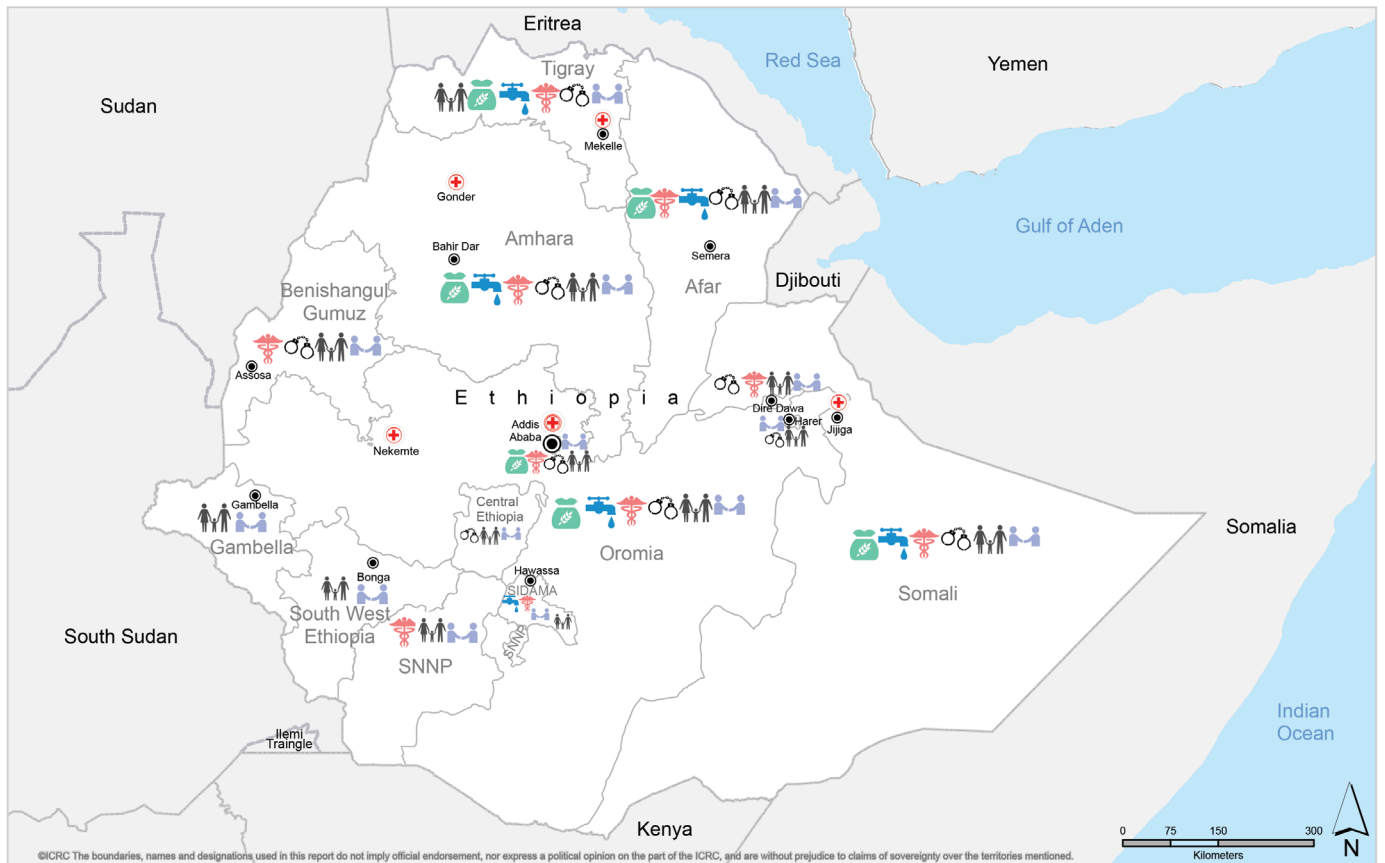 Eritrea
Red Sea
Yemen
Tigray
Sudan
Mekelle
Gonder
Bahir Dar
Amhara
Semera
Gulf of Aden
Afar
Djibouti
Benishangul
Gumuz
Assosa
Ethiopia
Dire Dawa
Harer
Jijiga
Addis
Ababa
Nekemte
Gambella
Gambella
Central
Ethiopia
Oromia
Somalia
Hawassa
SIDAMA
Bonga
South West
Ethiopia
Somali
South Sudan
SNNP
SNNP
Indian
Ocean
Ilemi
Traingle
Kenya
N
0 75 150 300
Kilometers
©ICRC The boundaries, names and designations used in this report do not imply official endorsement, nor express a political opinion on the part of the ICRC, and are without prejudice to claims of sovereignty over the territories mentioned.